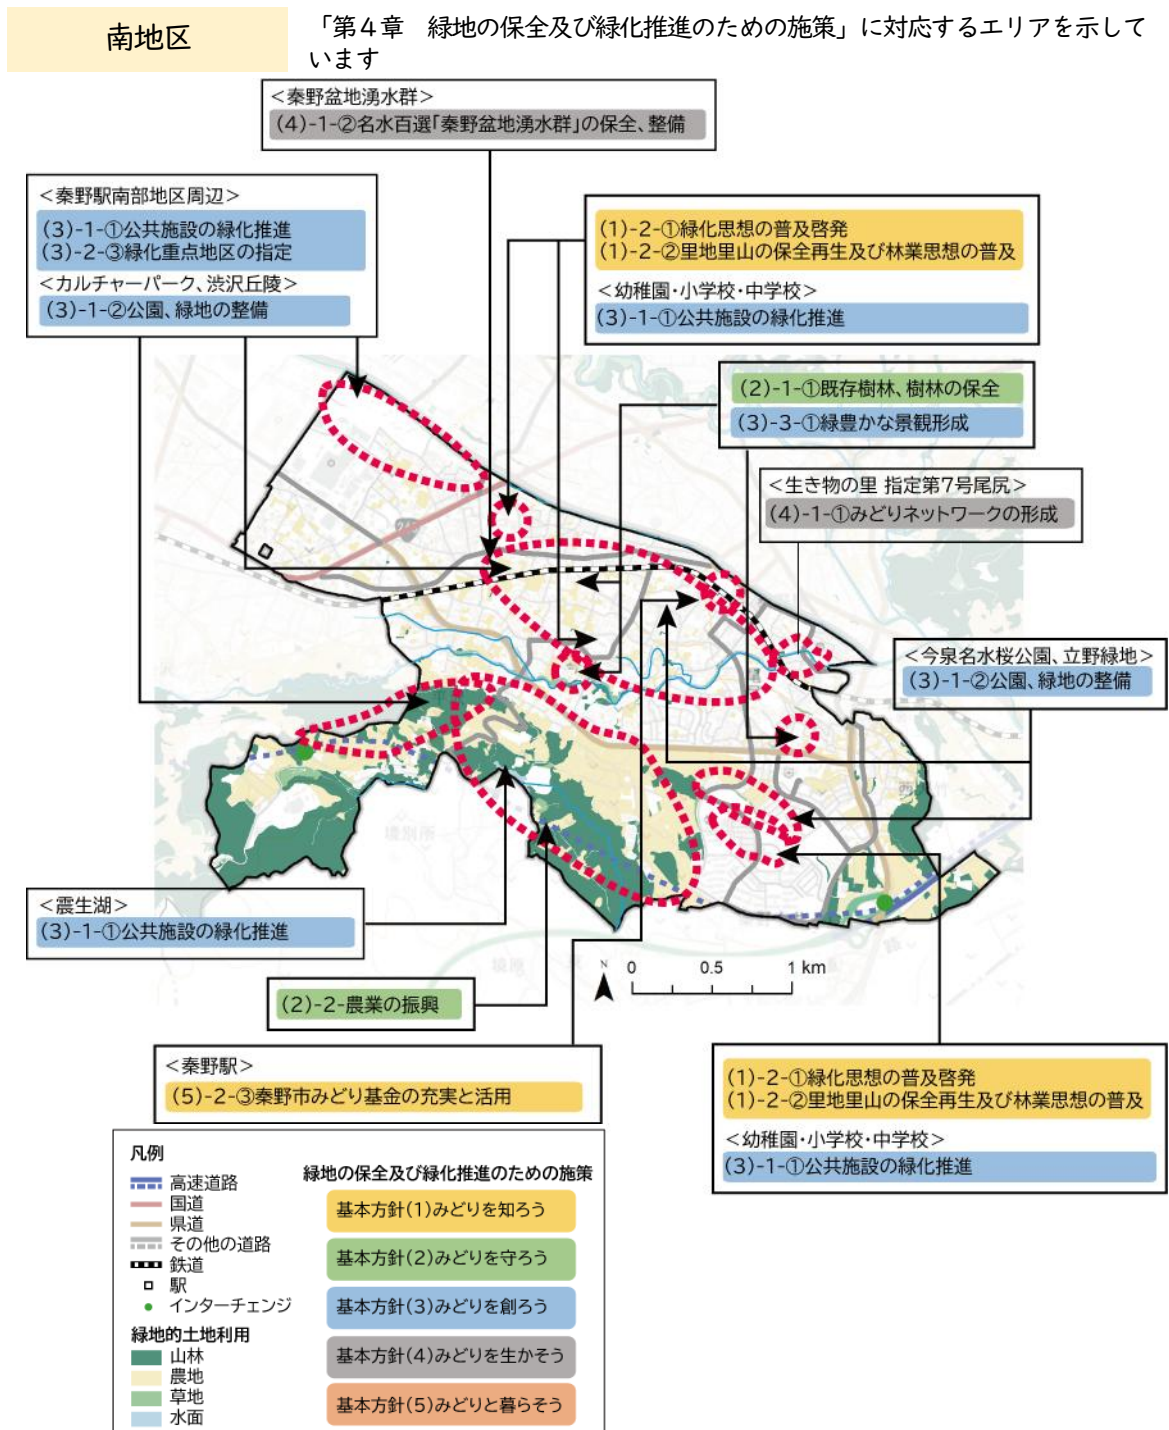 南地区
「第4章　緑地の保全及び緑化推進のための施策」に対応するエリアを示して
います
＜秦野盆地湧水群＞
(4)-1-②名水百選「秦野盆地湧水群」の保全、整備
＜秦野駅南部地区周辺＞
(3)-1-①公共施設の緑化推進
(3)-2-③緑化重点地区の指定
＜カルチャーパーク、渋沢丘陵＞
(3)-1-②公園、緑地の整備
(1)-2-①緑化思想の普及啓発
(1)-2-②里地里山の保全再生及び林業思想の普及
＜幼稚園・小学校・中学校＞
(3)-1-①公共施設の緑化推進
(2)-1-①既存樹林、樹林の保全
(3)-3-①緑豊かな景観形成
＜生き物の里 指定第7号尾尻＞
(4)-1-①みどりネットワークの形成
＜今泉名水桜公園、立野緑地＞
(3)-1-②公園、緑地の整備
＜震生湖＞
(3)-1-①公共施設の緑化推進
(2)-2-農業の振興
N
0 0.5 1 km
＜秦野駅＞
(5)-2-③秦野市みどり基金の充実と活用
(1)-2-①緑化思想の普及啓発
(1)-2-②里地里山の保全再生及び林業思想の普及
＜幼稚園・小学校・中学校＞
(3)-1-①公共施設の緑化推進
凡例
高速道路
国道
県道
その他の道路
鉄道
駅
インターチェンジ
緑地的土地利用
山林
農地
草地
水面
緑地の保全及び緑化推進のための施策
基本方針(1)みどりを知ろう
基本方針(2)みどりを守ろう
基本方針(3)みどりを創ろう
基本方針(4)みどりを生かそう
基本方針(5)みどりと暮らそう